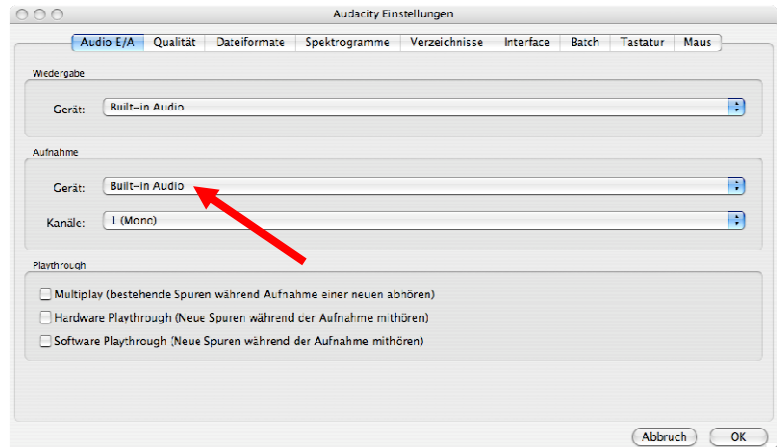 Audacity Einstellungen
Audio E/A Qualität Dateiformate Spektrogramme Verzeichnisse Interface Batch Tastatur Maus
Wiedergabe
Gerät: Built-in Audio
Aufnahme
Gerät: Built-in Audio
Kanäle: 1 (Mono)
Playthrough
Multiplay (bestehende Spuren während Aufnahme einer neuen abhören)
Hardware Playthrough (Neue Spuren während der Aufnahme mithören)
Software Playthrough (Neue Spuren während der Aufnahme mithören)
Abbruch OK